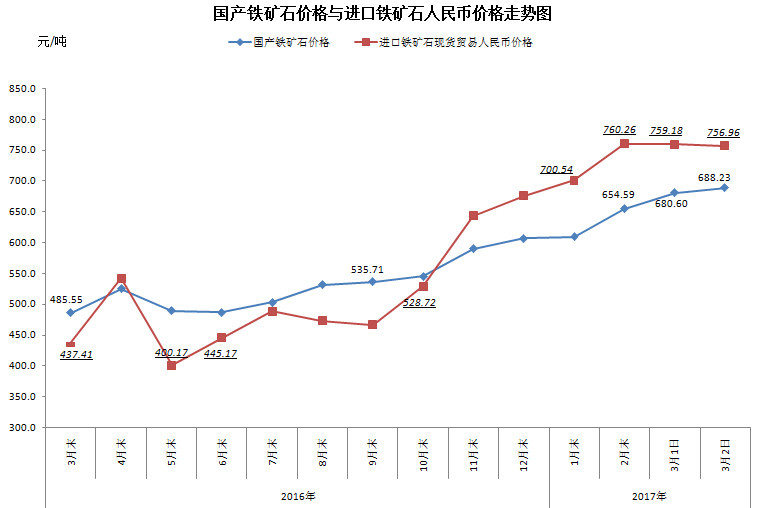 国产铁矿石价格与进口铁矿石人民币价格走势图
元/吨
国产铁矿石价格
进口铁矿石现货贸易人民币价格
850.0
800.0
750.0
700.0
650.0
600.0
550.0
500.0
450.0
400.0
350.0
300.0
485.55
437.41
400.17
445.17
535.71
528.72
700.54
760.26
759.18
756.96
654.59
680.60
688.23
3月末
4月末
5月末
6月末
7月末
8月末
9月末
10月末
11月末
12月末
1月末
2月末
3月1日
3月2日
2016年
2017年